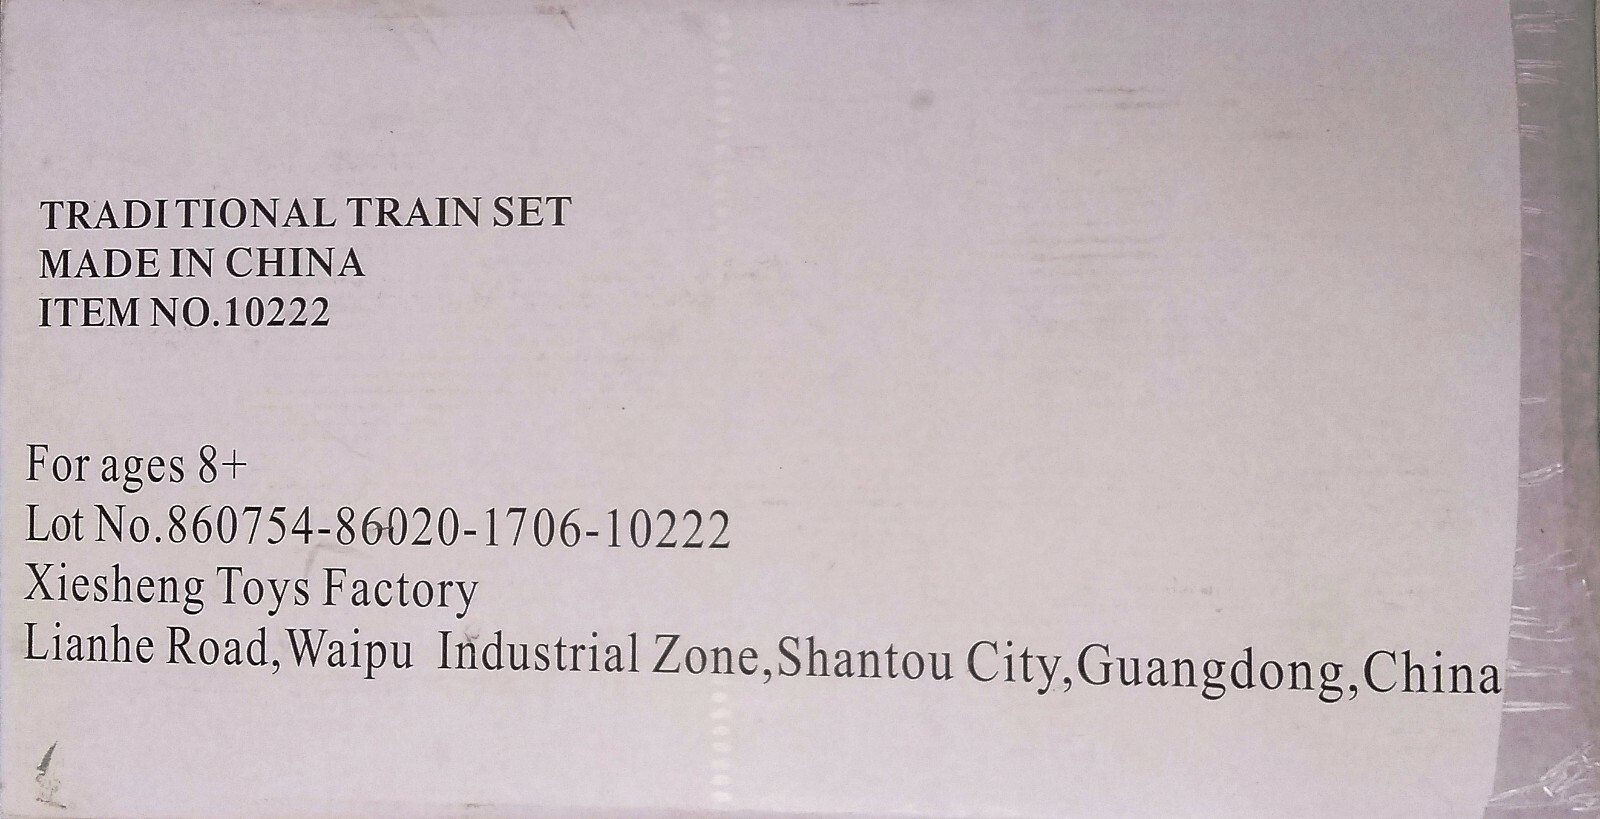 TRADITIONAL TRAIN SET
MADE IN CHINA
ITEM NO.10222
For ages 8+
Lot No.860754-86020-1706-10222
Xiesheng Toys Factory
Lianhe Road,Waipu Industrial Zone,Shantou City,Guangdong,China